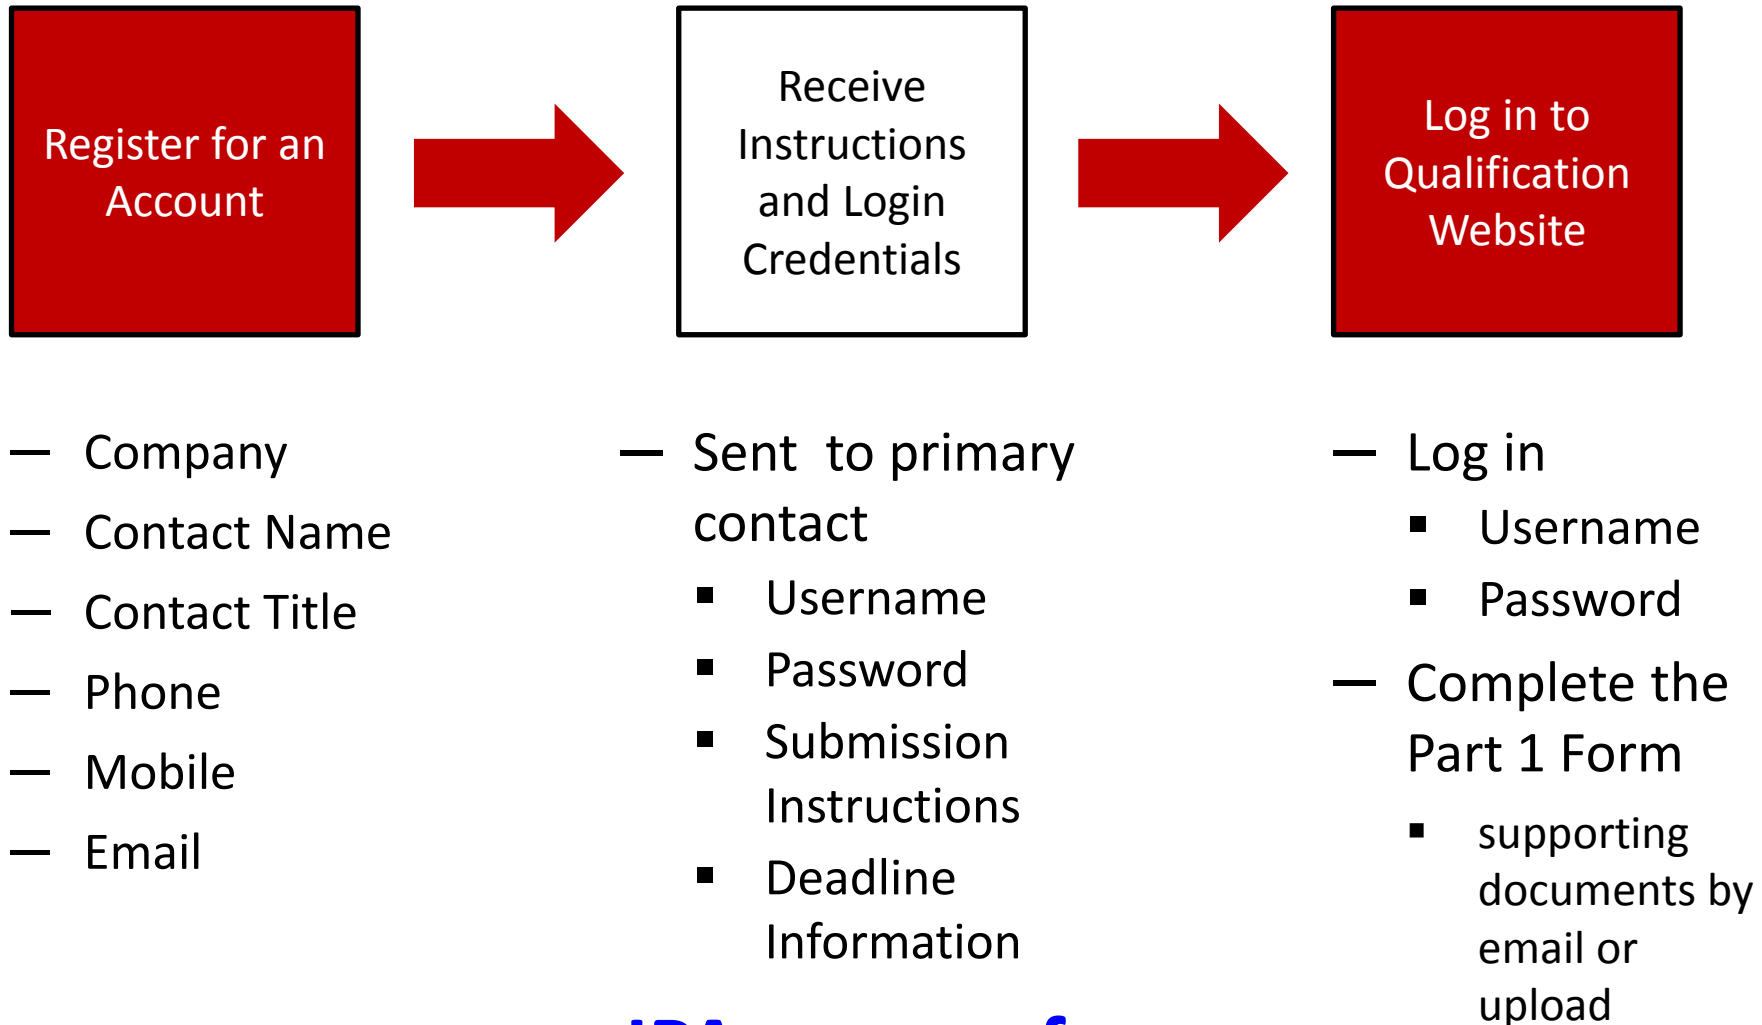 Register for an
Account
Receive
Instructions
and Login
Credentials
Log in to
Qualification
Website
— Company
— Contact Name
— Contact Title
— Phone
— Mobile
— Email
— Sent  to primary
contact
▪ Username
▪ Password
▪ Submission
Instructions
▪ Deadline
Information
— Log in
▪ Username
▪ Password
— Complete the
Part 1 Form
▪ supporting
documents by
email or
upload